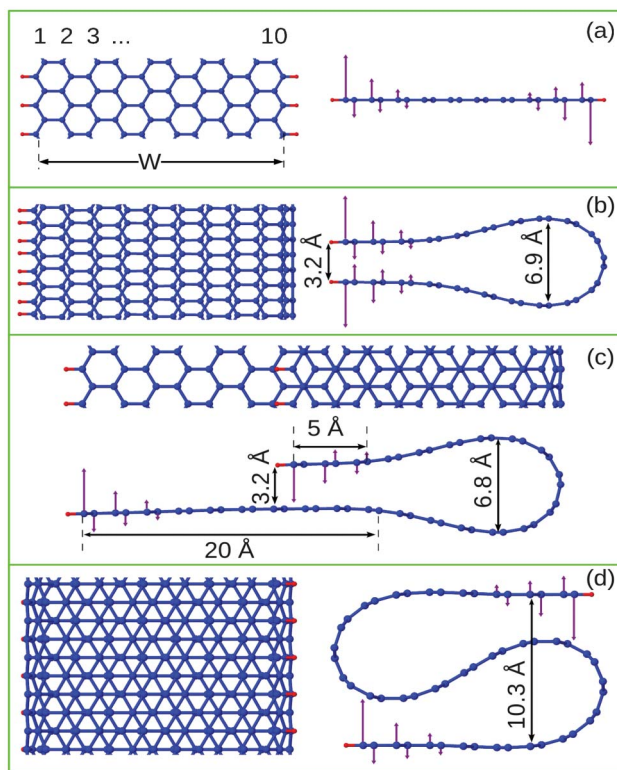 1 2 3 ... 10
(a)
W
(b)
3.2 Å
6.9 Å
(c)
5 Å
3.2 Å
6.8 Å
20 Å
(d)
10.3 Å